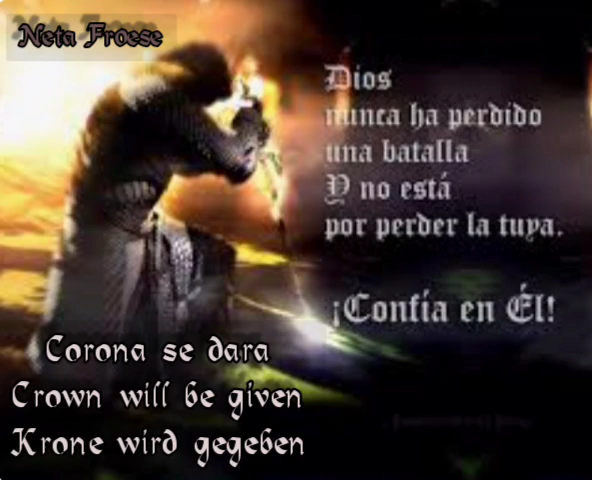 Neta Froese
Dios
nunca ha perdido
una batalla
Y no está
por perder la tuya.
¡Confía en Él!
Corona se dara
Crown will be given
Krone wird gegeben